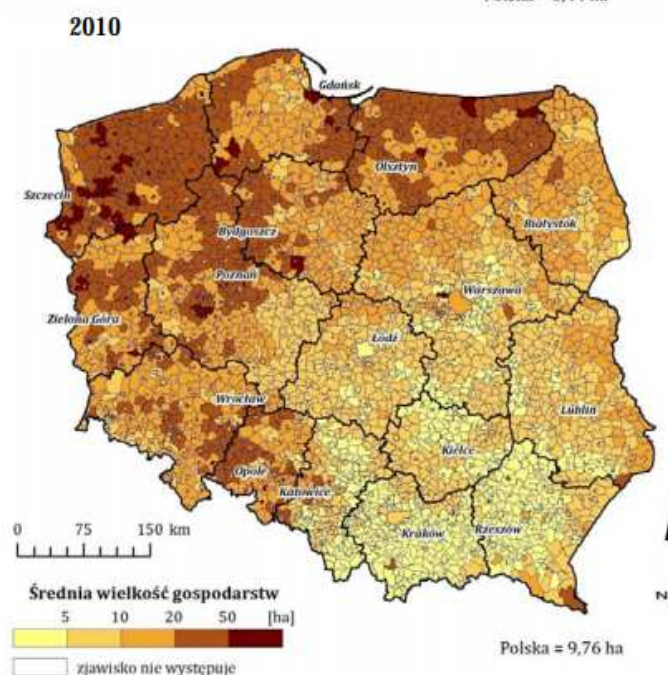 2010
Gdańsk
Olsztyn
Szczecin
Białystok
Bydgoszcz
Poznań
Warszawa
Zielona Góra
Łódź
Wrocław
Lublin
Kielce
Opole
Katowice
Kraków
Rzeszów
0 75 150 km
Średnia wielkość gospodarstw
5 10 20 50 [ha]
zjawisko nie występuje
Polska = 9,76 ha